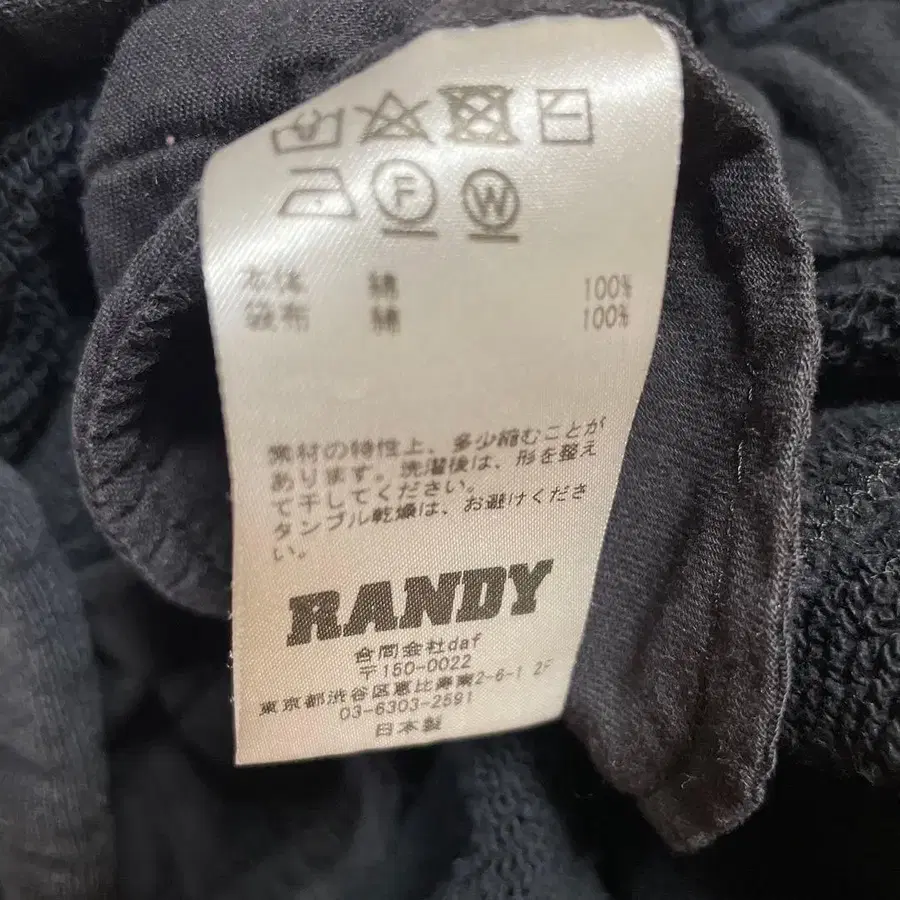 F W
本体 綿 100%
袋布 綿 100%
素材の特性上、多少縮むことが
あります。洗濯後は、形を整え
て干してください。
タンブル乾燥は、お避けくださ
い。
RANDY
合同会社daf
〒150-0022
東京都渋谷区恵比寿南2-6-1 2F
03-6303-2591
日本製